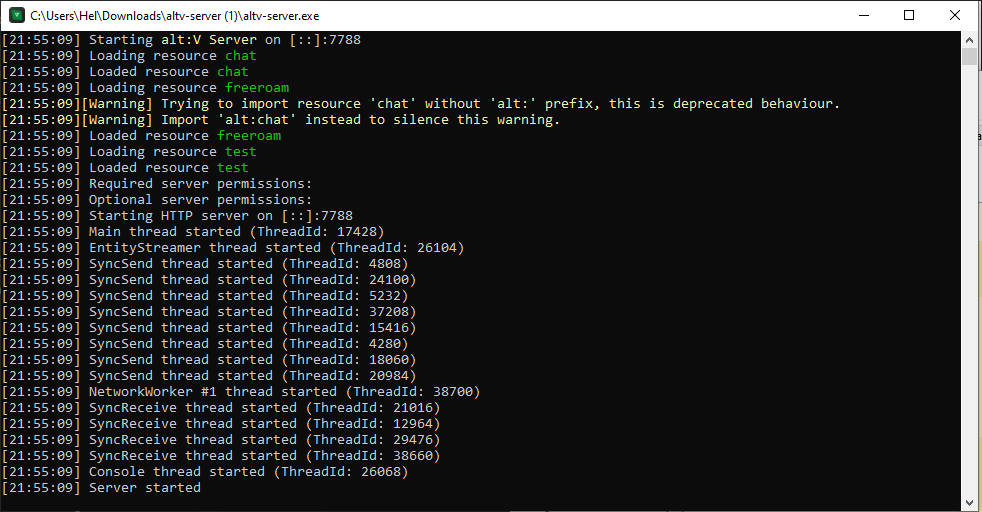 C:\Users\Hel\Downloads\altv-server (1)\altv-server.exe
[21:55:09] Starting alt:V Server on [::]:7788
[21:55:09] Loading resource chat
[21:55:09] Loaded resource chat
[21:55:09] Loading resource freeroam
[21:55:09][Warning] Trying to import resource 'chat' without 'alt:' prefix, this is deprecated behaviour.
[21:55:09][Warning] Import 'alt:chat' instead to silence this warning.
[21:55:09] Loaded resource freeroam
[21:55:09] Loading resource test
[21:55:09] Loaded resource test
[21:55:09] Required server permissions:
[21:55:09] Optional server permissions:
[21:55:09] Starting HTTP server on [::]:7788
[21:55:09] Main thread started (ThreadId: 17428)
[21:55:09] EntityStreamer thread started (ThreadId: 26104)
[21:55:09] SyncSend thread started (ThreadId: 4808)
[21:55:09] SyncSend thread started (ThreadId: 24100)
[21:55:09] SyncSend thread started (ThreadId: 5232)
[21:55:09] SyncSend thread started (ThreadId: 37208)
[21:55:09] SyncSend thread started (ThreadId: 15416)
[21:55:09] SyncSend thread started (ThreadId: 4280)
[21:55:09] SyncSend thread started (ThreadId: 18060)
[21:55:09] SyncSend thread started (ThreadId: 20984)
[21:55:09] NetworkWorker #1 thread started (ThreadId: 38700)
[21:55:09] SyncReceive thread started (ThreadId: 21016)
[21:55:09] SyncReceive thread started (ThreadId: 12964)
[21:55:09] SyncReceive thread started (ThreadId: 29476)
[21:55:09] SyncReceive thread started (ThreadId: 38660)
[21:55:09] Console thread started (ThreadId: 26068)
[21:55:09] Server started